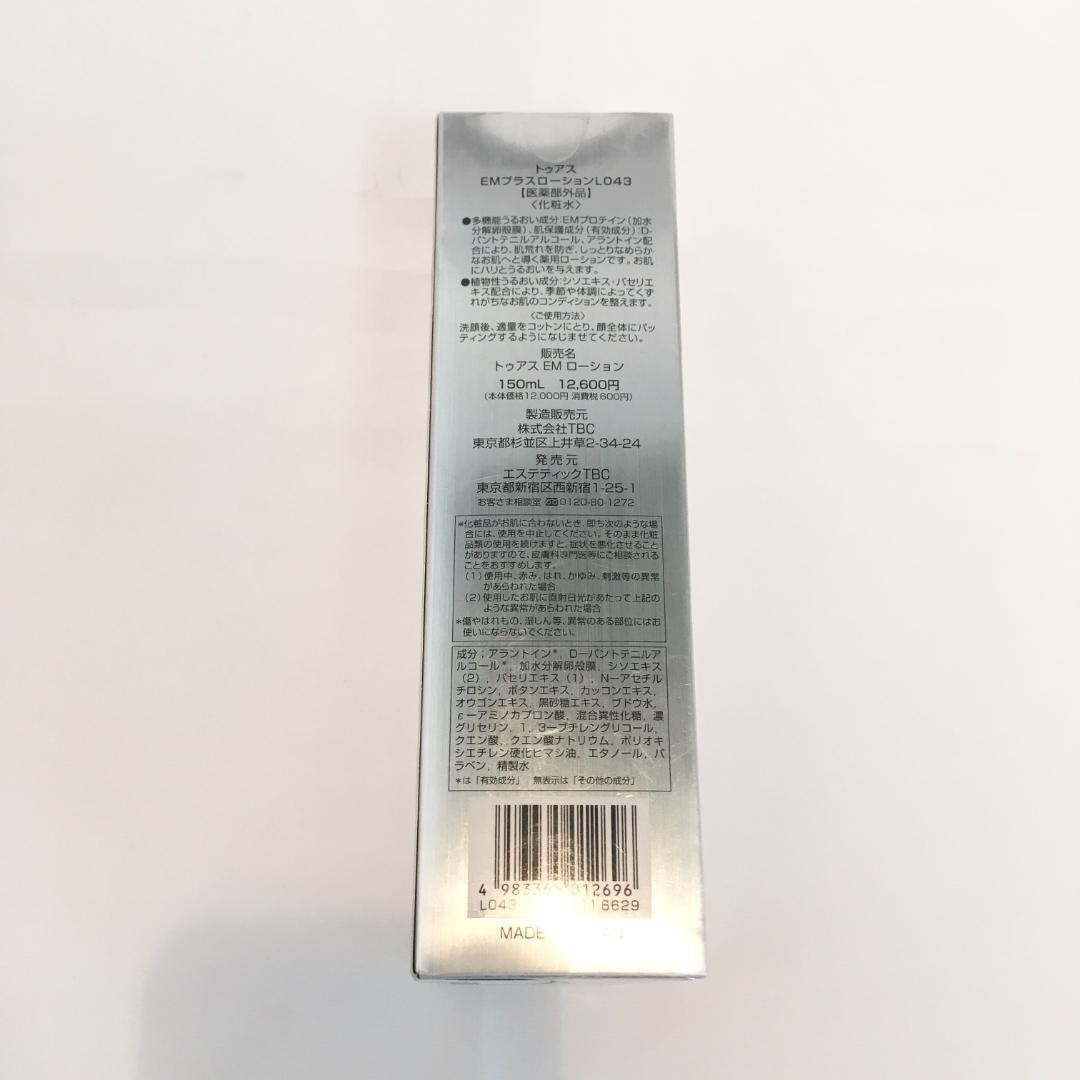 トゥアス
EMプラスローションL043
【医薬部外品】
〈化粧水〉
●多機能うるおい成分:EMプロテイン(加水
分解卵殻膜)、肌保護成分(有効成分):D-
パントテニルアルコール、アラントイン配
合により、肌荒れを防ぎ、しっとりなめらか
なお肌へと導く薬用ローションです。お肌
にハリとうるおいを与えます。
●植物性うるおい成分:シソエキス・パセリエ
キス配合により、季節や体調によってくず
れがちなお肌のコンディションを整えます。
〈ご使用方法〉
洗顔後、適量をコットンにとり、顔全体にパッ
ティングするようになじませてください。
販売名
トゥアス EM ローション
150mL 12,600円
(本体価格12,000円 消費税 600円)
製造販売元
株式会社TBC
東京都杉並区上井草2-34-24
発売元
エステティックTBC
東京都新宿区西新宿1-25-1
お客さま相談室 0120-80-1272
*化粧品がお肌に合わないとき、即ち次のような場
合には、使用を中止してください。そのまま化粧
品類の使用を続けますと、症状を悪化させること
がありますので、皮膚科専門医等にご相談される
ことをおすすめします。
(1)使用中、赤み、はれ、かゆみ、刺激等の異常
があらわれた場合
(2)使用したお肌に直射日光があたって上記の
ような異常があらわれた場合
*傷やはれもの、湿しん等、異常のある部位にはお
使いにならないでください。
成分;アラントイン*, D-パントテニルア
ルコール*, 加水分解卵殻膜, シソエキス
(2), パセリエキス(1), N-アセチル
チロシン, ボタンエキス, カッコンエキス,
オウゴンエキス, 黒砂糖エキス, ブドウ水,
ε-アミノカプロン酸, 混合異性化糖, 濃
グリセリン, 1, 3-ブチレングリコール,
クエン酸, クエン酸ナトリウム, ポリオキ
シエチレン硬化ヒマシ油, エタノール, パ
ラベン, 精製水
*は「有効成分」 無表示は「その他の成分」
4 983345 012696
L043 116629
MADE